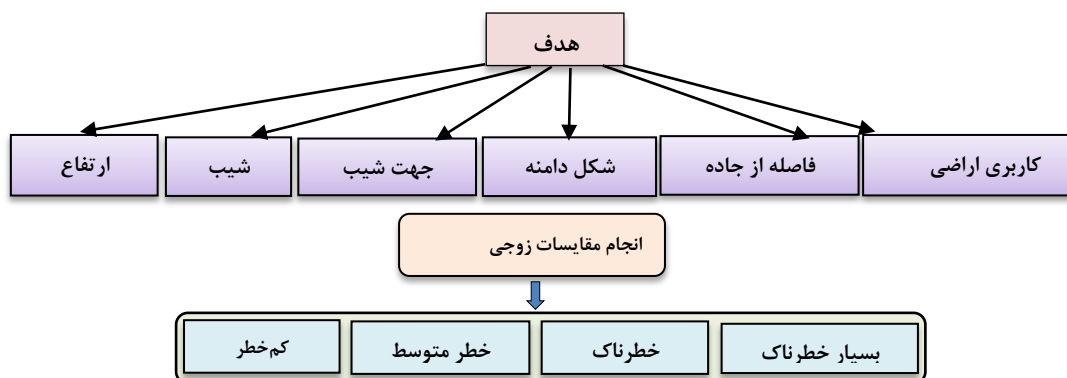 هدف
کاربری اراضی
فاصله از جاده
شکل دامنه
جهت شیب
شیب
ارتفاع
انجام مقایسات زوجی
بسیار خطرناک
خطرناک
خطر متوسط
کم‌خطر